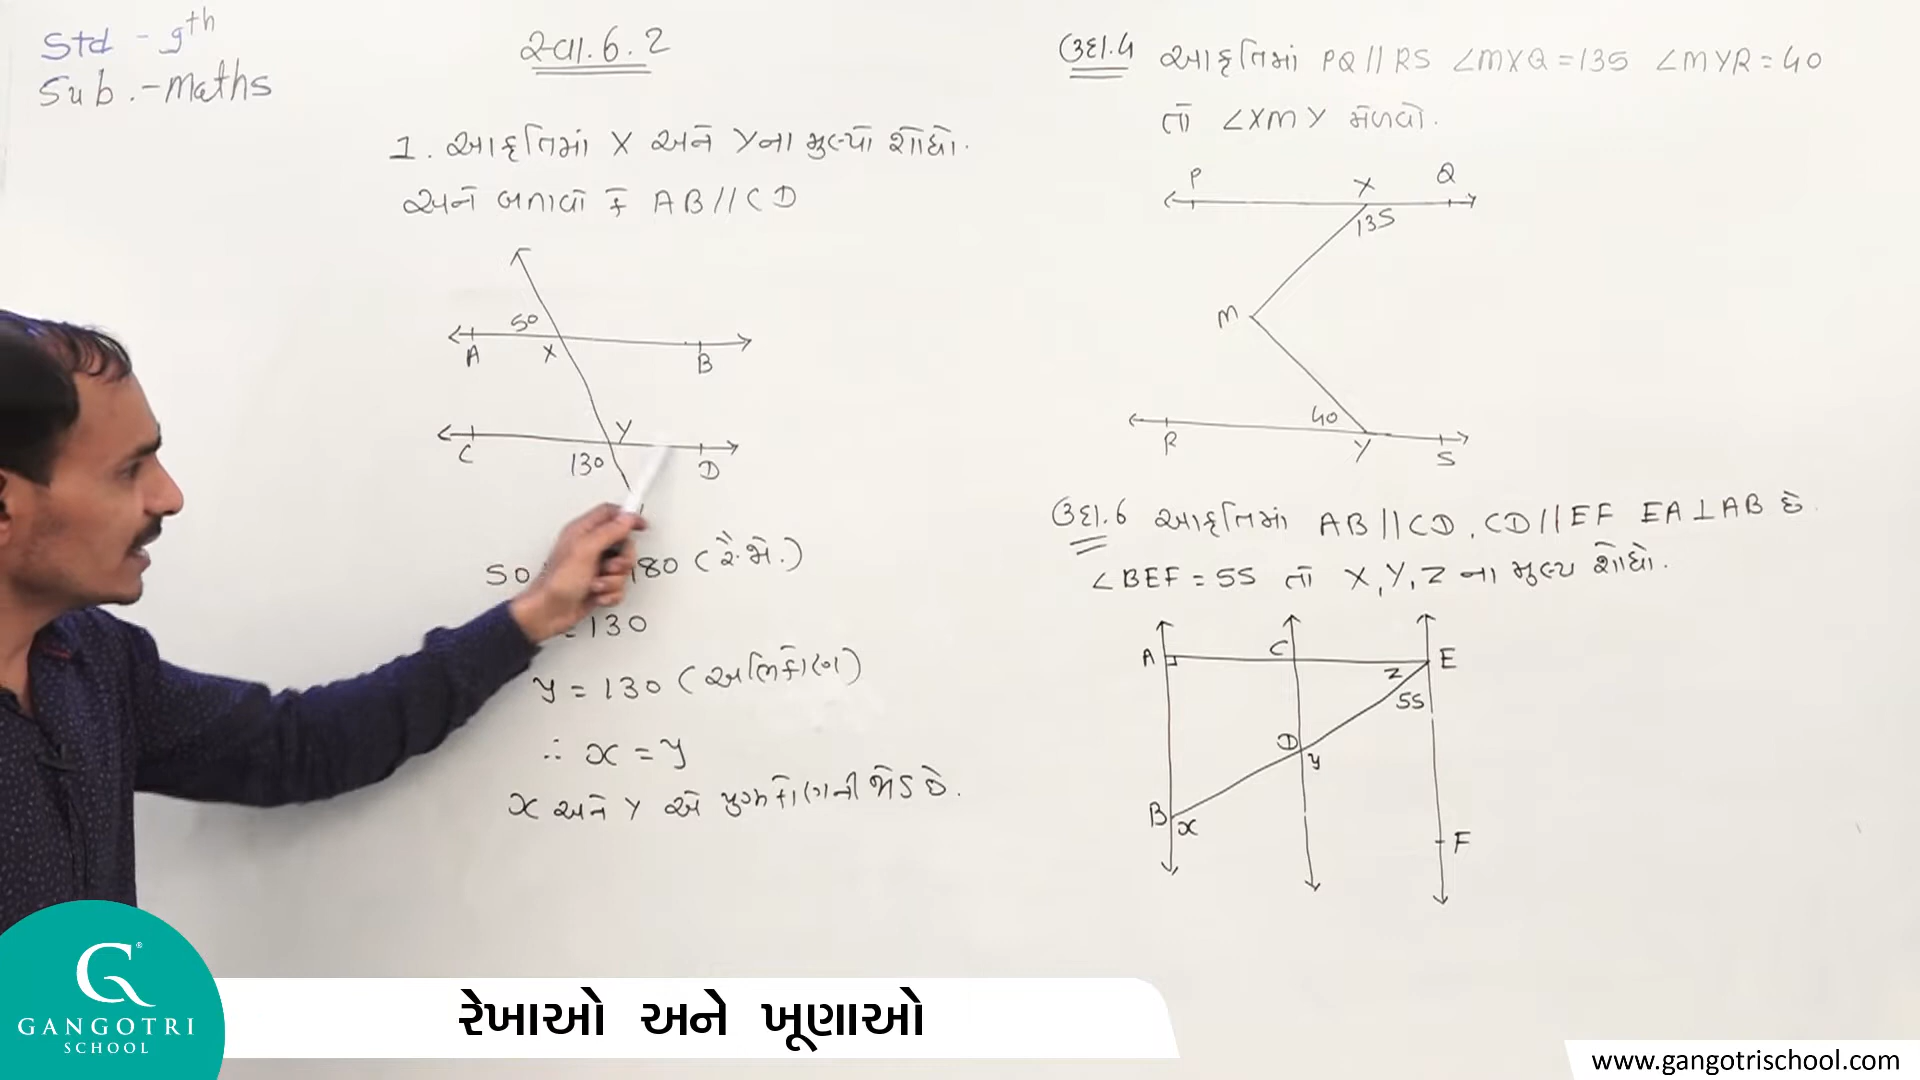 Std - 9th
Sub. - Maths
સ્વા. 6.2
1. આકૃતિમાં X અને Yના મુલ્યો શોધો.
અને બતાવો કે AB // CD
50
A X B
Y
C 130 D
50 180 (રૈ.જો.)
= 130
y = 130 (અભિકોણ)
∴ x = y
x અને Y એ યુગ્મકોણની જોડ છે.
ઉદા.4 આકૃતિમાં PQ // RS ∠MXQ = 135 ∠MYR = 40
તો ∠XMY મેળવો.
P X Q
135
M
40
R Y S
ઉદા.6 આકૃતિમાં AB // CD, CD // EF EA ⊥ AB છે.
∠BEF = 55 તો X, Y, Z ના મુલ્ય શોધો.
A C E
Z
55
D
y
B
x
F
G
GANGOTRI
SCHOOL
રેખાઓ અને ખૂણાઓ
www.gangotrischool.com